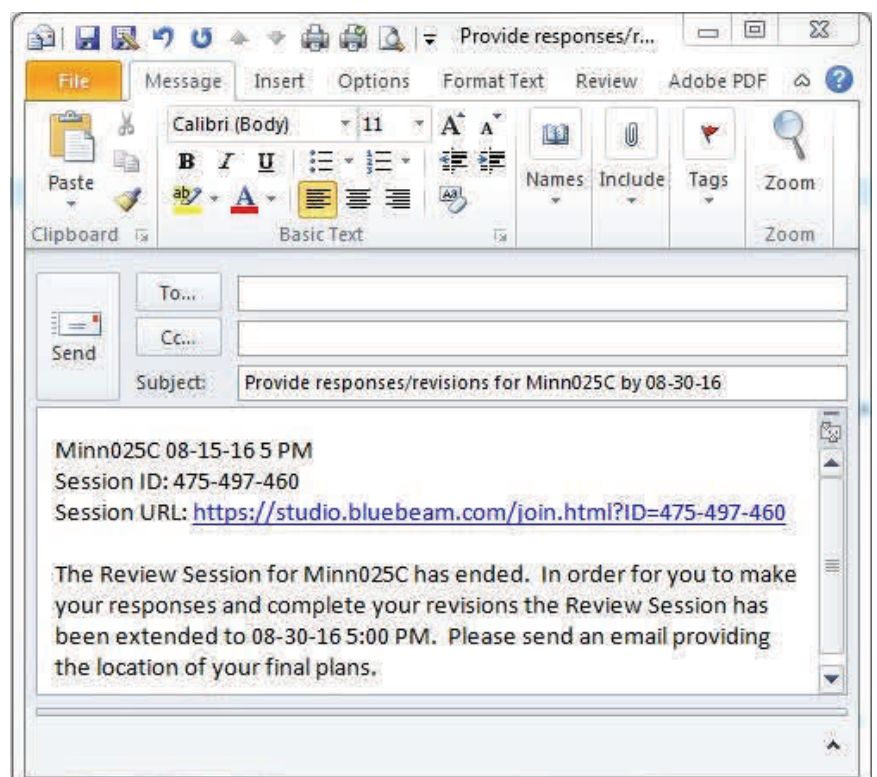 Provide responses/r...
File Message Insert Options Format Text Review Adobe PDF
Calibri (Body) 11 A A
B I U
Paste
ab A Aa
Names Include Tags Zoom
Clipboard Basic Text Zoom
To...
Cc...
Send
Subject: Provide responses/revisions for Minn025C by 08-30-16
Minn025C 08-15-16 5 PM
Session ID: 475-497-460
Session URL: https://studio.bluebeam.com/join.html?ID=475-497-460
The Review Session for Minn025C has ended. In order for you to make
your responses and complete your revisions the Review Session has
been extended to 08-30-16 5:00 PM. Please send an email providing
the location of your final plans.